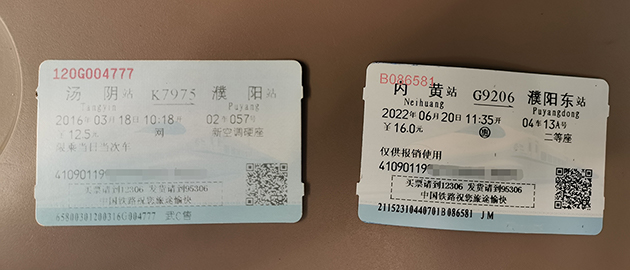 120G004777
汤阴站 K7975 濮阳站
Tangyin Puyang
2016年03月18日10:18开 02车057号
￥12.5元 网 新空调硬座
限乘当日当次车
41090119
买票请到12306 发货请到95306
中国铁路祝您旅途愉快
65800301200316G004777 武C售
B086581
内黄站 G9206 濮阳东站
Neihuang Puyangdong
2022年06月20日11:35开 04车13A号
￥16.0元 售 二等座
仅供报销使用
41090119
买票请到12306 发货请到95306
中国铁路祝您旅途愉快
21152310440701B086581 JM